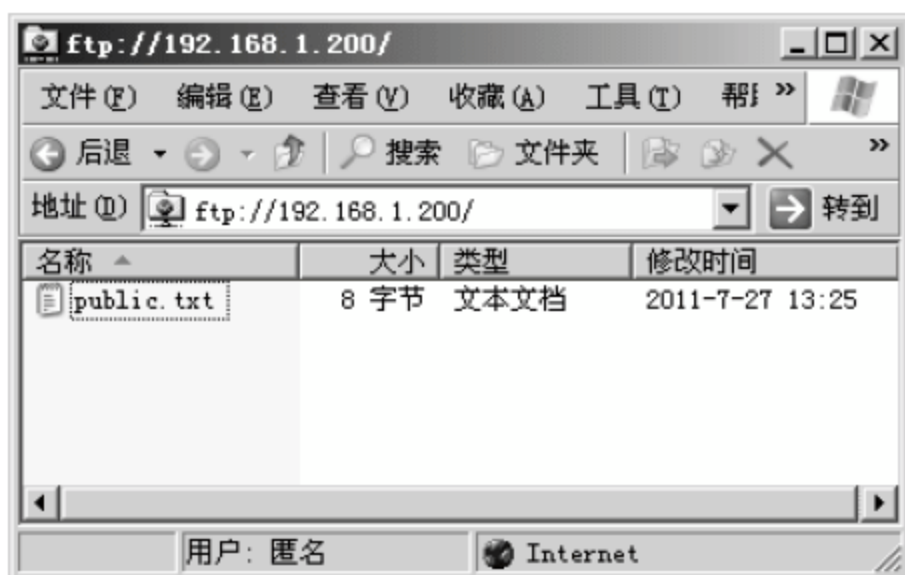 ftp://192.168.1.200/
文件(F) 编辑(E) 查看(V) 收藏(A) 工具(T) »
后退 搜索 文件夹 »
地址(D) ftp://192.168.1.200/ 转到
名称 大小 类型 修改时间
public.txt 8 字节 文本文档 2011-7-27 13:25
用户: 匿名 Internet